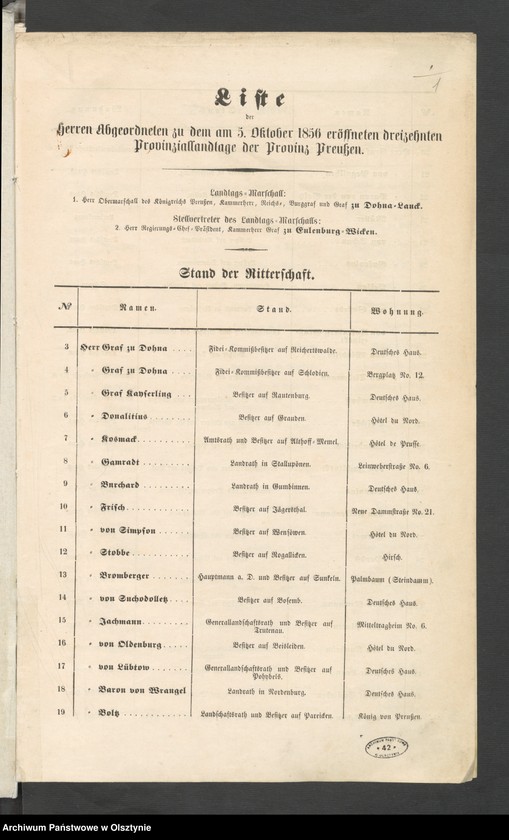 1
Liste
der
Herren Abgeordneten zu dem am 5. Oktober 1856 eröffneten dreizehnten
Provinziallandtage der Provinz Preußen.
Landtags-Marschall:
1. Herr Obermarschall des Königreichs Preußen, Kammerherr, Reichs-, Burggraf und Graf zu Dohna-Lauck.
Stellvertreter des Landtags-Marschalls:
2. Herr Regierungs-Chef-Präsident, Kammerherr Graf zu Eulenburg-Wicken.
Stand der Ritterschaft.
№ Namen. Stand. Wohnung.
3 Herr Graf zu Dohna .... Fidei-Kommißbesitzer auf Reichertswalde. Deutsches Haus.
4 " Graf zu Dohna .... Fidei-Kommißbesitzer auf Schlodien. Bergplatz No. 12.
5 " Graf Kayserling ... Besitzer auf Rautenburg. Deutsches Haus.
6 " Donalitius ....... Besitzer auf Grauden. Hôtel du Nord.
7 " Kosmack ......... Amtsrath und Besitzer auf Althoff-Memel. Hôtel de Prusse.
8 " Gamradt ........ Landrath in Stallupönen. Leinweberstraße No. 6.
9 " Burchard ........ Landrath in Gumbinnen. Deutsches Haus.
10 " Frisch .......... Besitzer auf Jägersthal. Neue Dammstraße No. 21.
11 " von Simpson ...... Besitzer auf Wensöwen. Hôtel du Nord.
12 " Stobbe .......... Besitzer auf Rogallicken. Hirsch.
13 " Bromberger ...... Hauptmann a. D. und Besitzer auf Sunkeln. Palmbaum (Steindamm).
14 " von Suchodolletz .... Besitzer auf Bosemb. Deutsches Haus.
15 " Jachmann ........ Generallandschaftsrath und Besitzer auf Trutenau. Mitteltragheim No. 6.
16 " von Oldenburg ..... Besitzer auf Beisleiden. Hôtel du Nord.
17 " von Lübtow ...... Generallandschaftsrath und Besitzer auf Pohybels. Deutsches Haus.
18 " Baron von Wrangel Landrath in Nordenburg. Deutsches Haus.
19 " Boltz ........... Landschaftsrath und Besitzer auf Pareicken. König von Preußen.
42
Archiwum Państwowe w Olsztynie